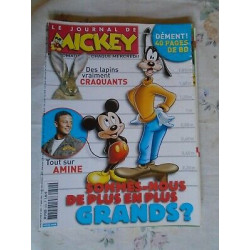 LE JOURNAL DE
MICKEY
DÉMENT!
60 PAGES
DE BD
Des lapins
vraiment
CRAQUANTS
Tout sur
AMINE
SOMMES-NOUS
DE PLUS EN PLUS
GRANDS?